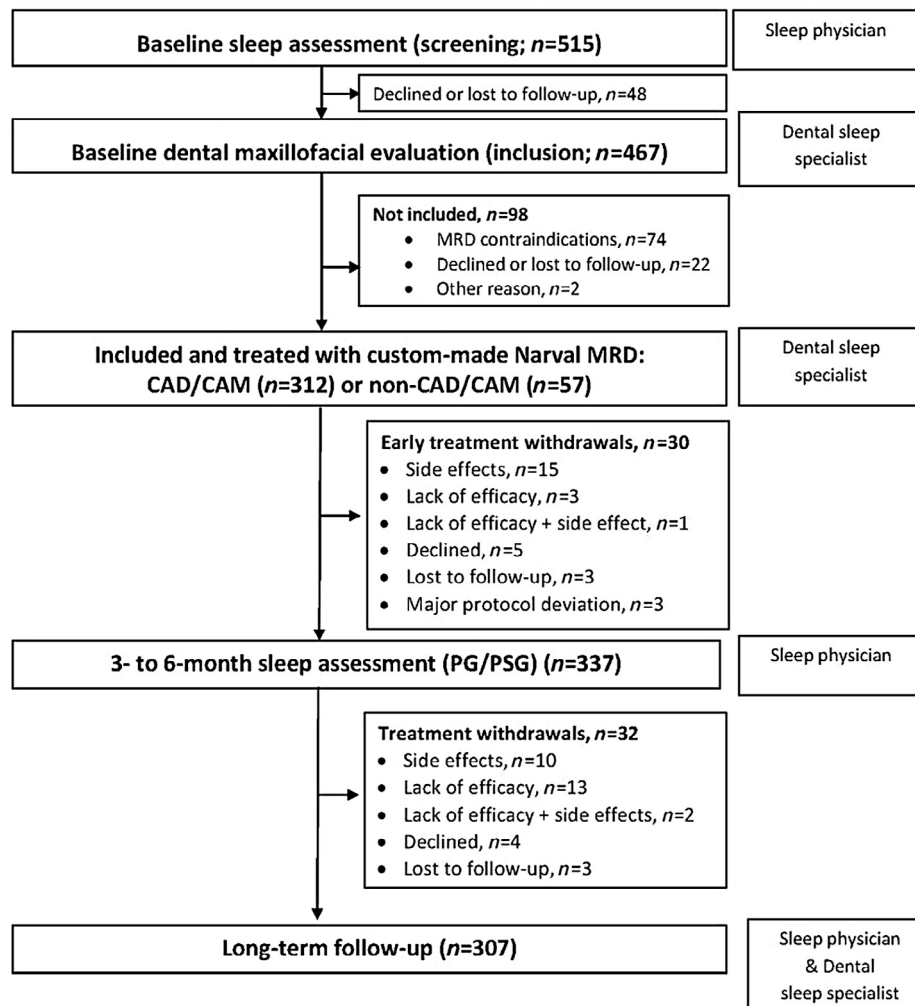 Baseline sleep assessment (screening; n=515)
Sleep physician
Declined or lost to follow-up, n=48
Baseline dental maxillofacial evaluation (inclusion; n=467)
Dental sleep
specialist
Not included, n=98
• MRD contraindications, n=74
• Declined or lost to follow-up, n=22
• Other reason, n=2
Included and treated with custom-made Narval MRD:
CAD/CAM (n=312) or non-CAD/CAM (n=57)
Dental sleep
specialist
Early treatment withdrawals, n=30
• Side effects, n=15
• Lack of efficacy, n=3
• Lack of efficacy + side effect, n=1
• Declined, n=5
• Lost to follow-up, n=3
• Major protocol deviation, n=3
3- to 6-month sleep assessment (PG/PSG) (n=337)
Sleep physician
Treatment withdrawals, n=32
• Side effects, n=10
• Lack of efficacy, n=13
• Lack of efficacy + side effects, n=2
• Declined, n=4
• Lost to follow-up, n=3
Long-term follow-up (n=307)
Sleep physician
& Dental
sleep specialist